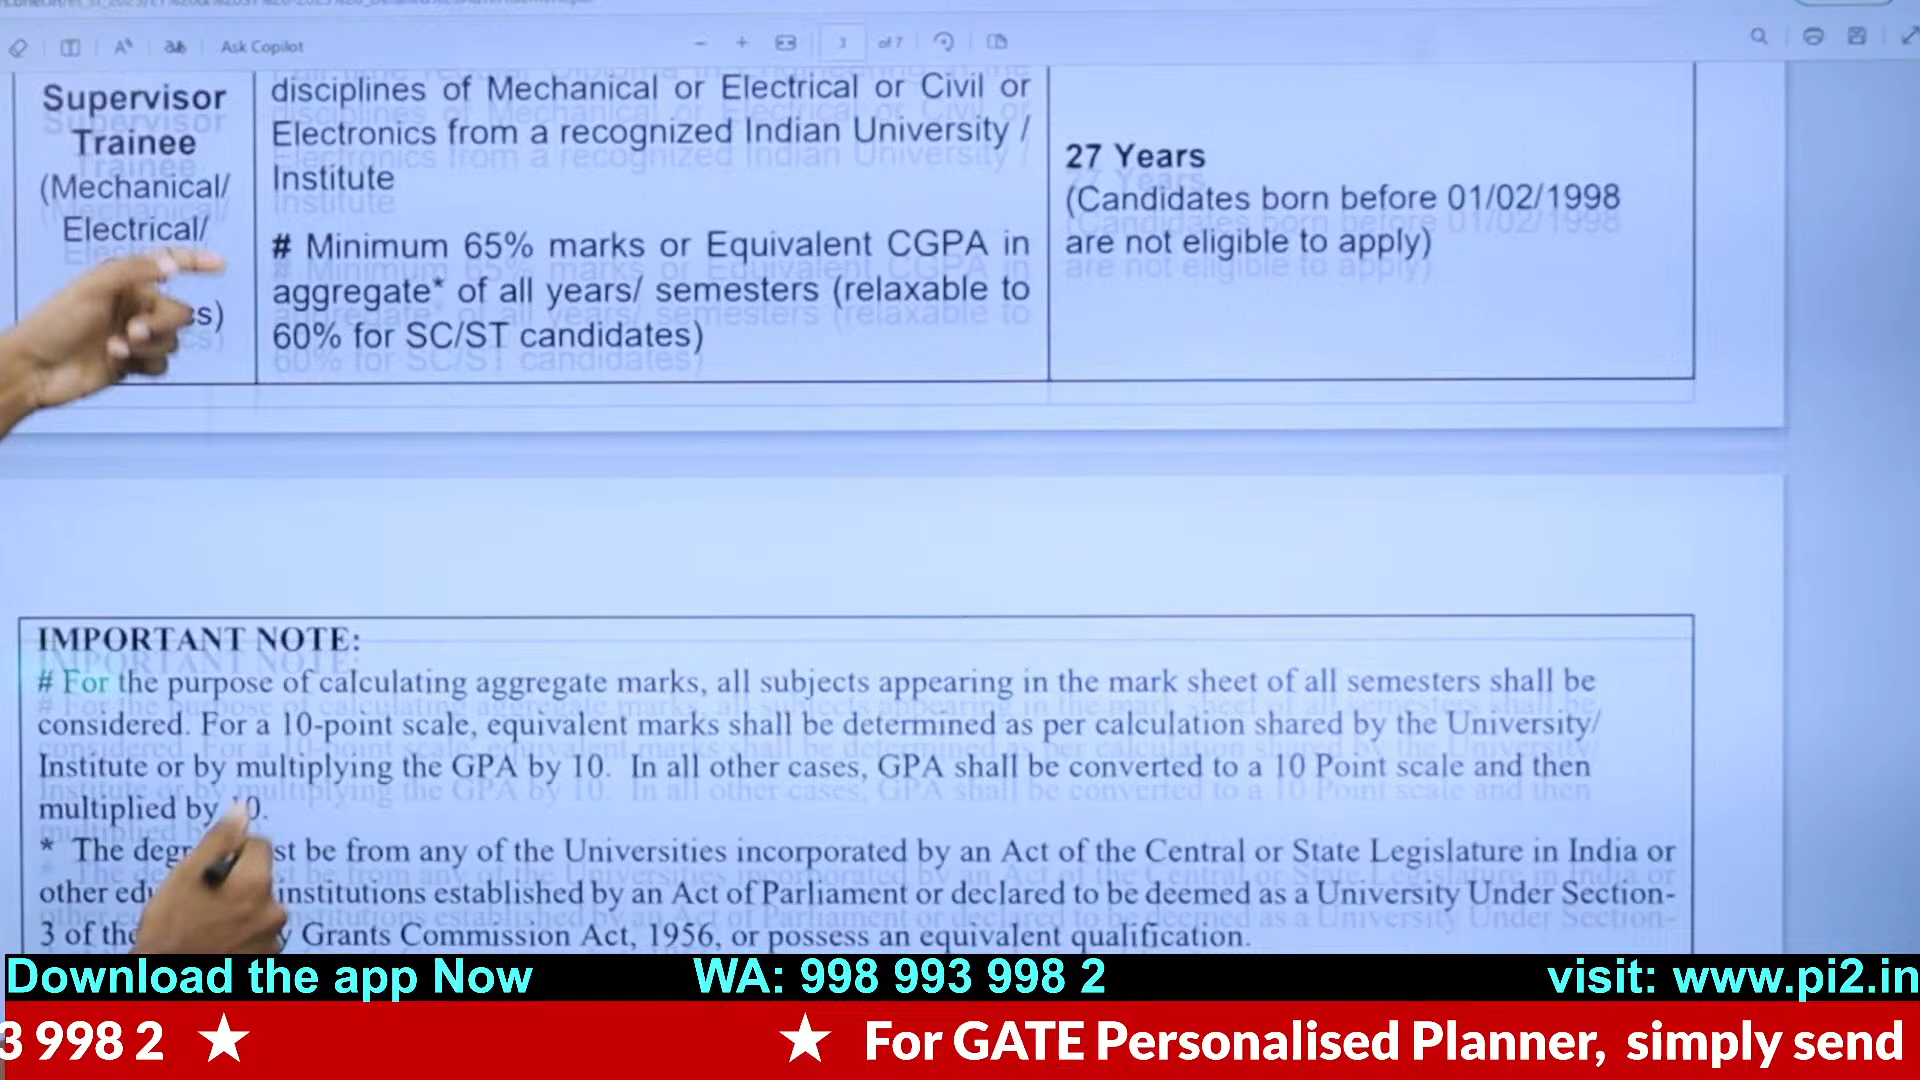 Ask Copilot
3 of 7
Supervisor
Trainee
(Mechanical/
Electrical/
s)
disciplines of Mechanical or Electrical or Civil or
Electronics from a recognized Indian University /
Institute
# Minimum 65% marks or Equivalent CGPA in
aggregate* of all years/ semesters (relaxable to
60% for SC/ST candidates)
27 Years
(Candidates born before 01/02/1998
are not eligible to apply)
IMPORTANT NOTE:
# For the purpose of calculating aggregate marks, all subjects appearing in the mark sheet of all semesters shall be
considered. For a 10-point scale, equivalent marks shall be determined as per calculation shared by the University/
Institute or by multiplying the GPA by 10. In all other cases, GPA shall be converted to a 10 Point scale and then
multiplied by 10.
* The degr st be from any of the Universities incorporated by an Act of the Central or State Legislature in India or
other ed institutions established by an Act of Parliament or declared to be deemed as a University Under Section-
3 of the y Grants Commission Act, 1956, or possess an equivalent qualification.
Download the app Now WA: 998 993 998 2 visit: www.pi2.in
3 998 2 ★ ★ For GATE Personalised Planner, simply send